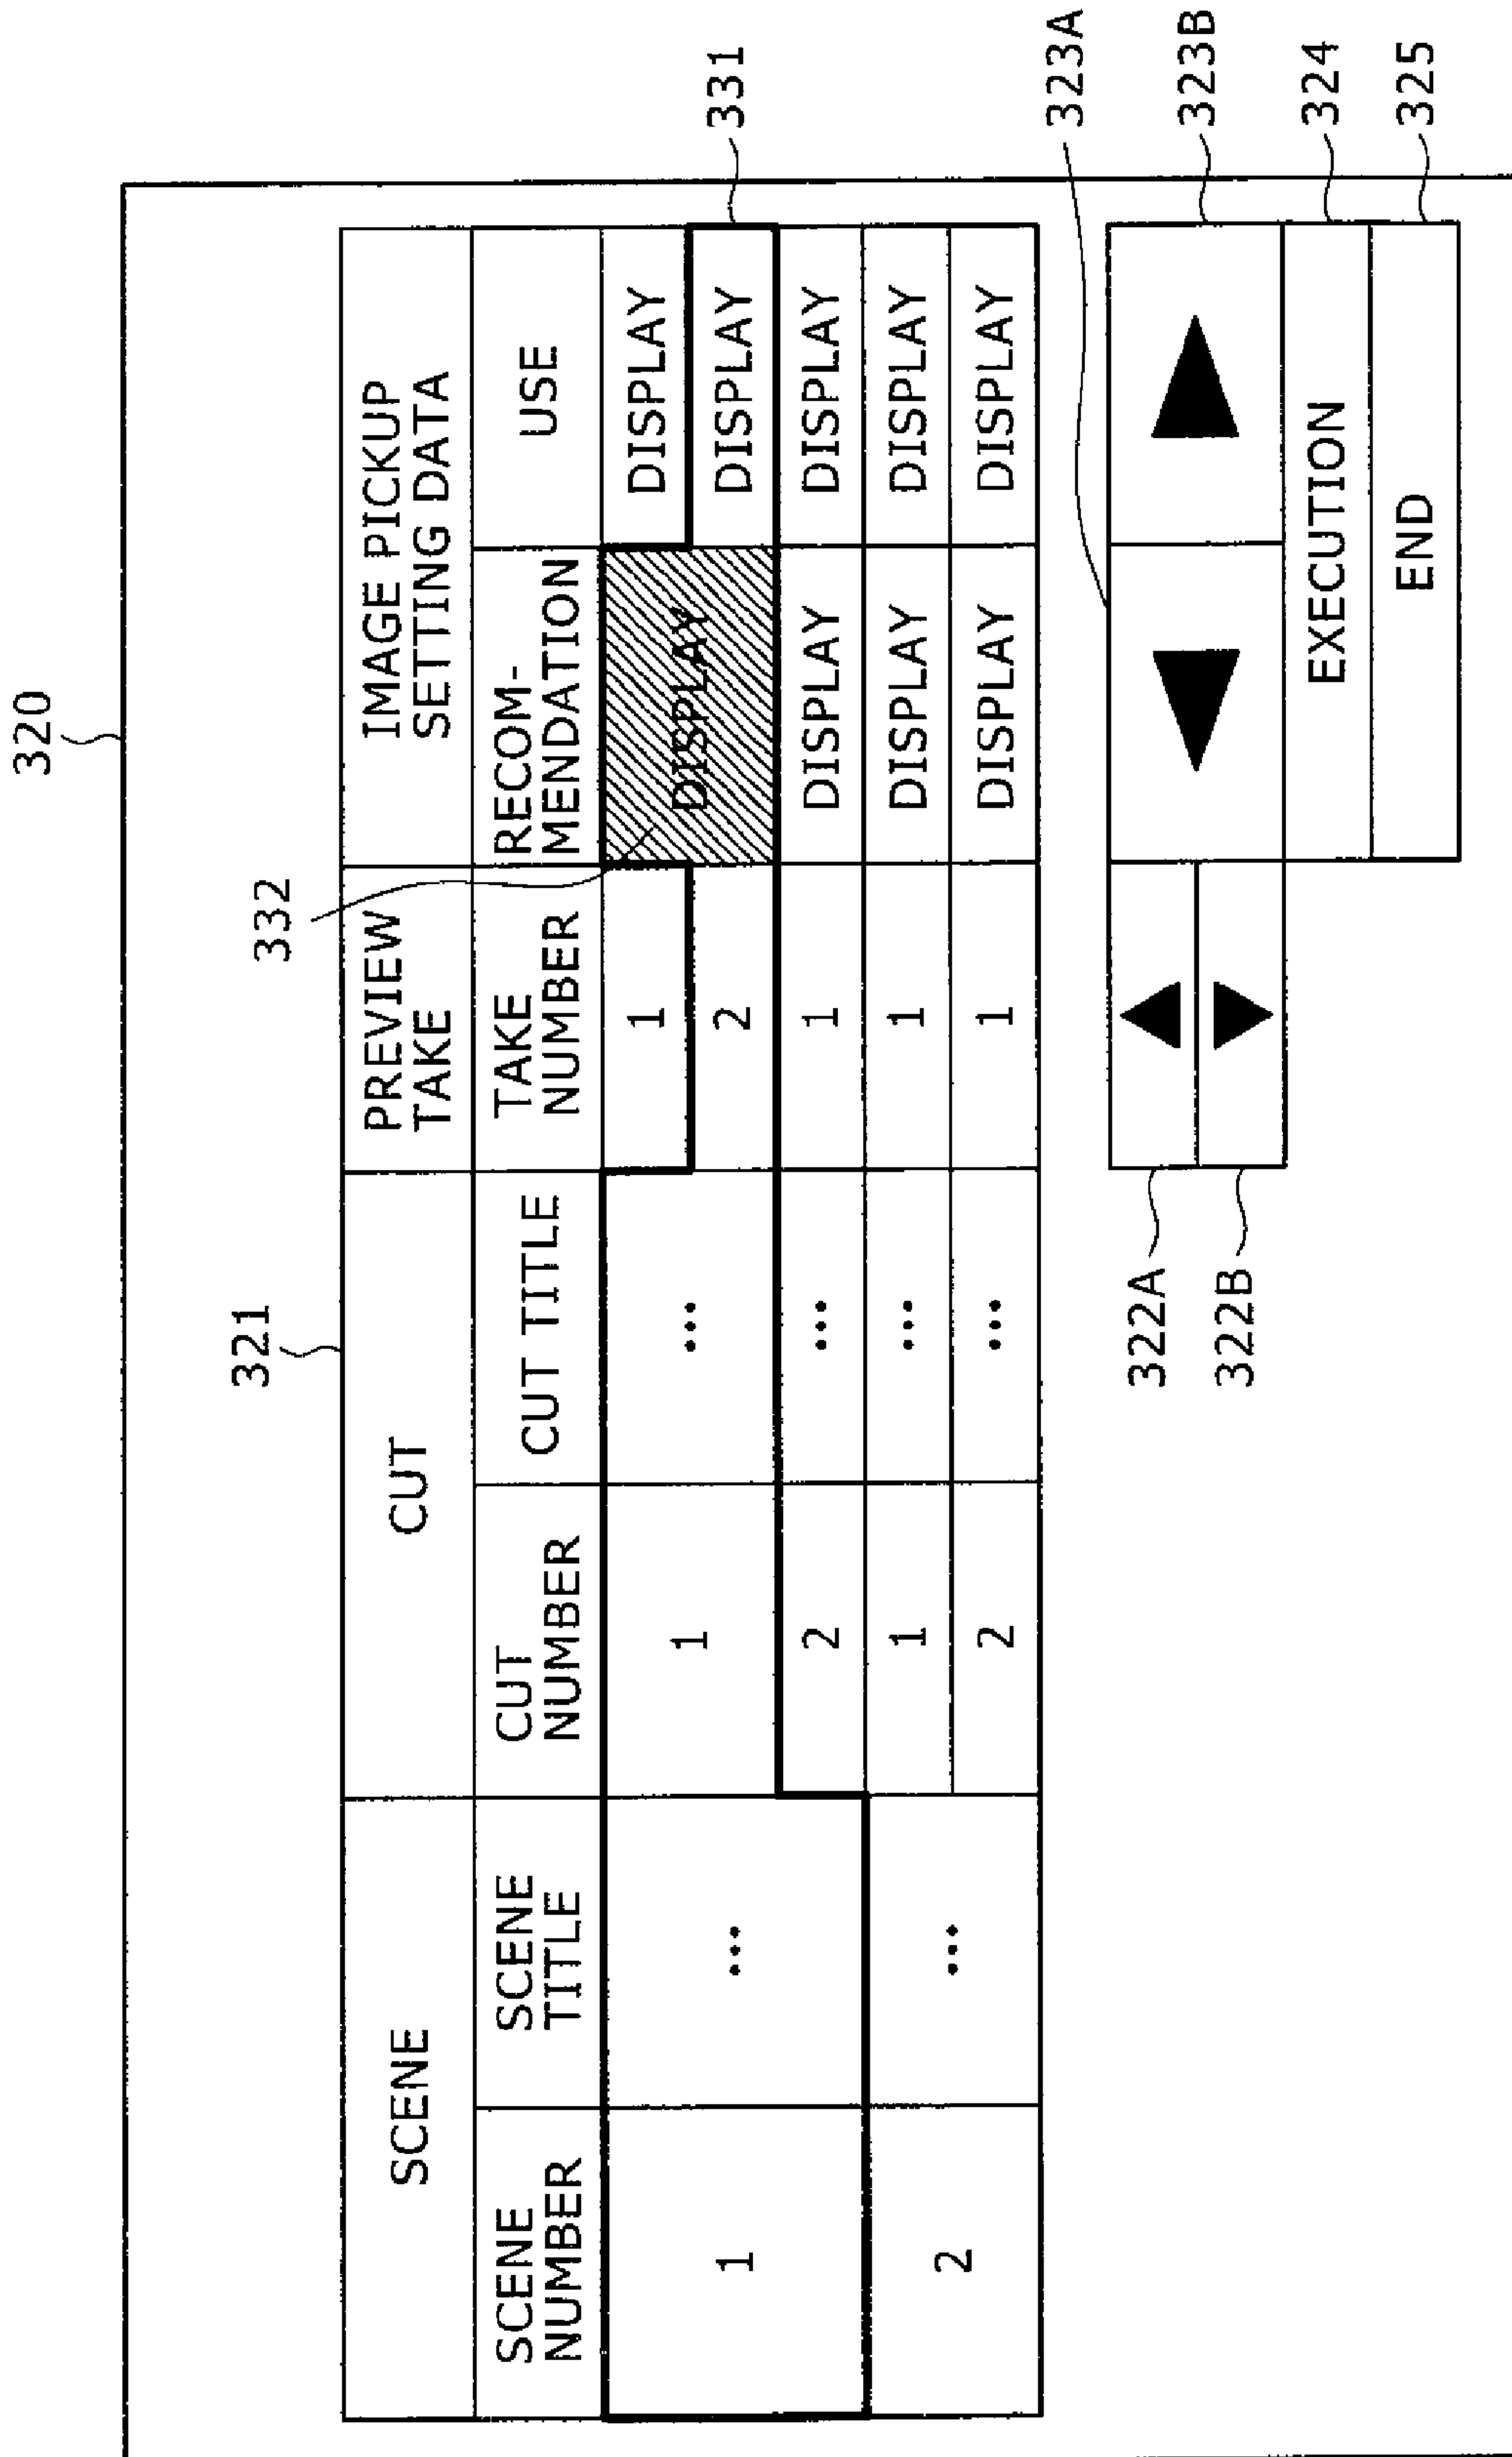 320
321
332
SCENE
CUT
PREVIEW
TAKE
IMAGE PICKUP
SETTING DATA
SCENE
NUMBER
SCENE
TITLE
CUT
NUMBER
CUT TITLE
TAKE
NUMBER
RECOM-
MENDATION
USE
1
...
1
...
1
DISPLAY
DISPLAY
2
DISPLAY
331
2
...
1
DISPLAY
DISPLAY
2
...
1
...
1
DISPLAY
DISPLAY
2
...
1
DISPLAY
DISPLAY
322A
322B
323A
323B
EXECUTION
324
END
325